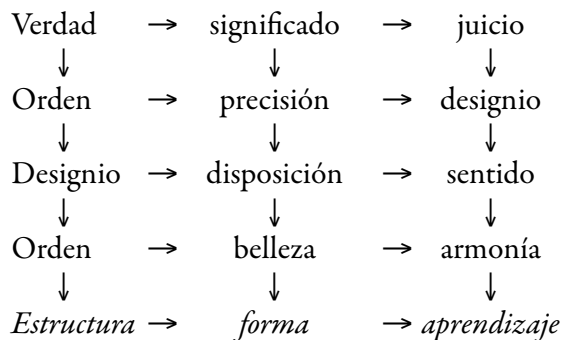 Verdad → significado → juicio
↓ ↓ ↓
Orden → precisión → designio
↓ ↓ ↓
Designio → disposición → sentido
↓ ↓ ↓
Orden → belleza → armonía
↓ ↓ ↓
Estructura → forma → aprendizaje